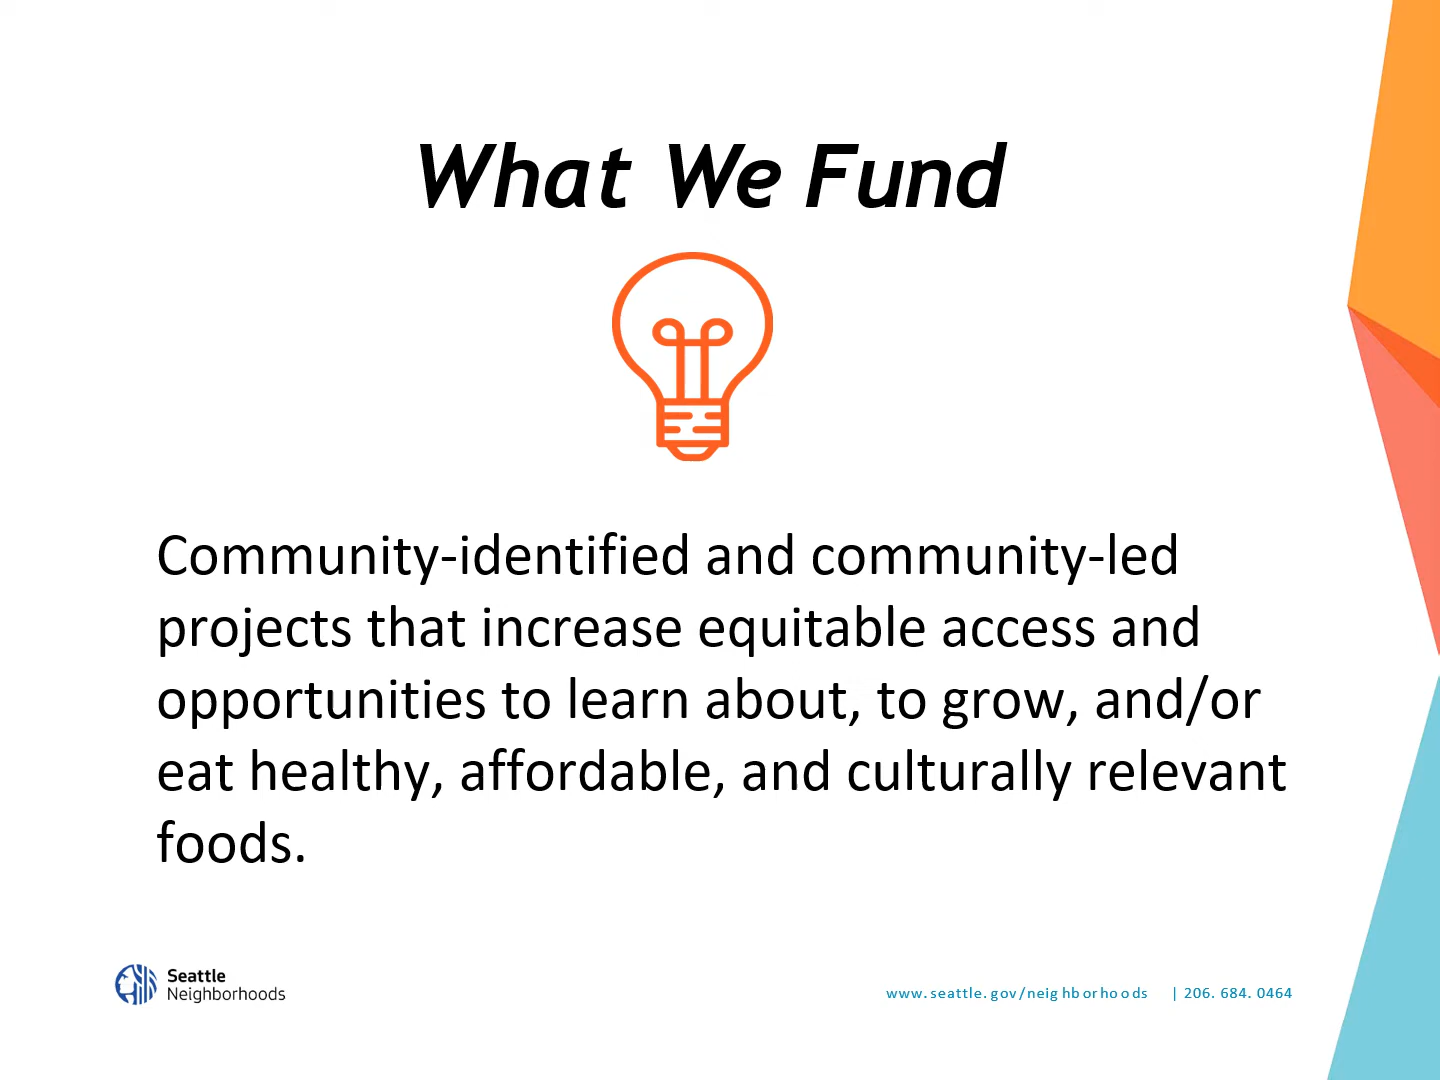 What We Fund
Community-identified and community-led
projects that increase equitable access and
opportunities to learn about, to grow, and/or
eat healthy, affordable, and culturally relevant
foods.
Seattle
Neighborhoods
www.seattle.gov/neighborhoods | 206. 684. 0464